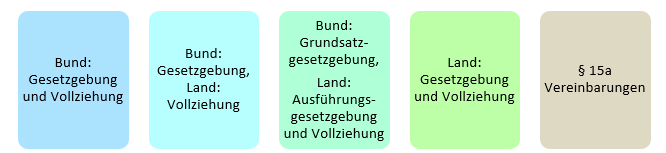 Bund:
Gesetzgebung
und Vollziehung
Bund:
Gesetzgebung,
Land:
Vollziehung
Bund:
Grundsatz-
gesetzgebung,
Land:
Ausführungs-
gesetzgebung
und Vollziehung
Land:
Gesetzgebung
und Vollziehung
§ 15a
Vereinbarungen